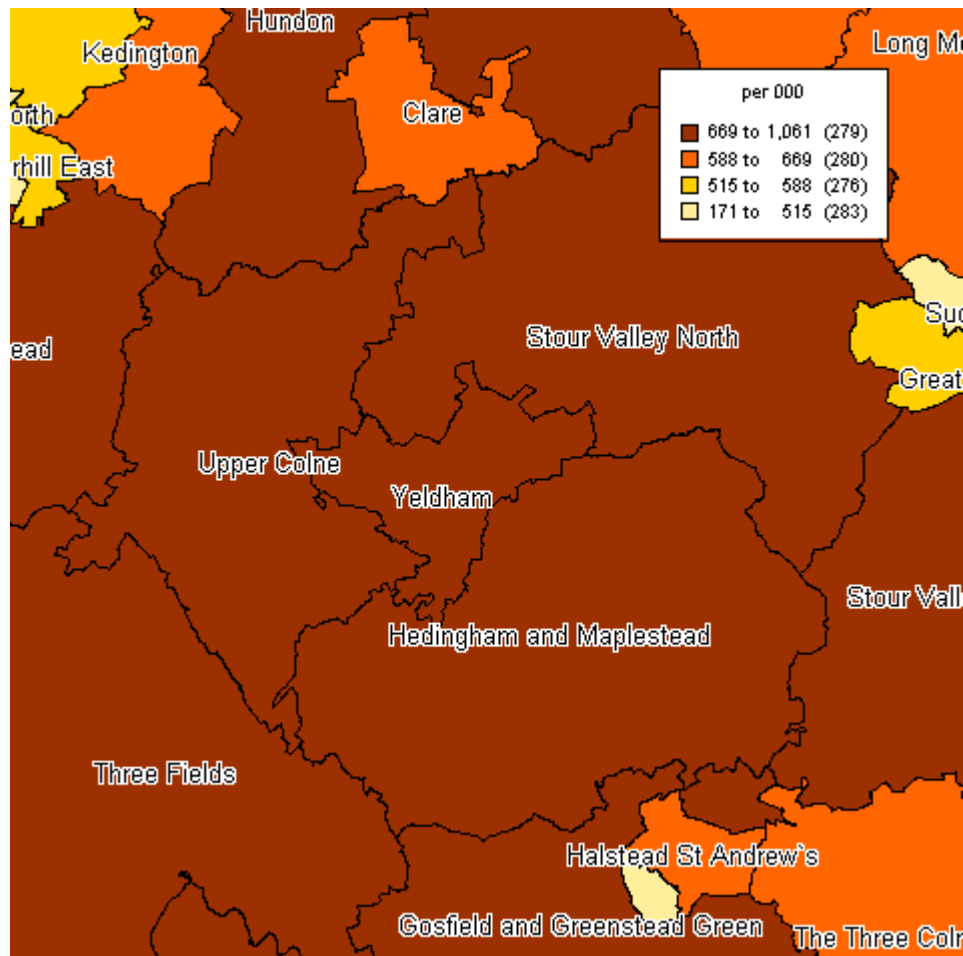 Hundon
Kedington
Long Me
per 000
orth
Clare
669 to 1,061 (279)
588 to 669 (280)
rhill East
515 to 588 (276)
171 to 515 (283)
Sud
Stour Valley North
ead
Great
Upper Colne
Yeldham
Stour Vall
Hedingham and Maplestead
Three Fields
Halstead St Andrew`s
Gosfield and Greenstead Green
The Three Coln